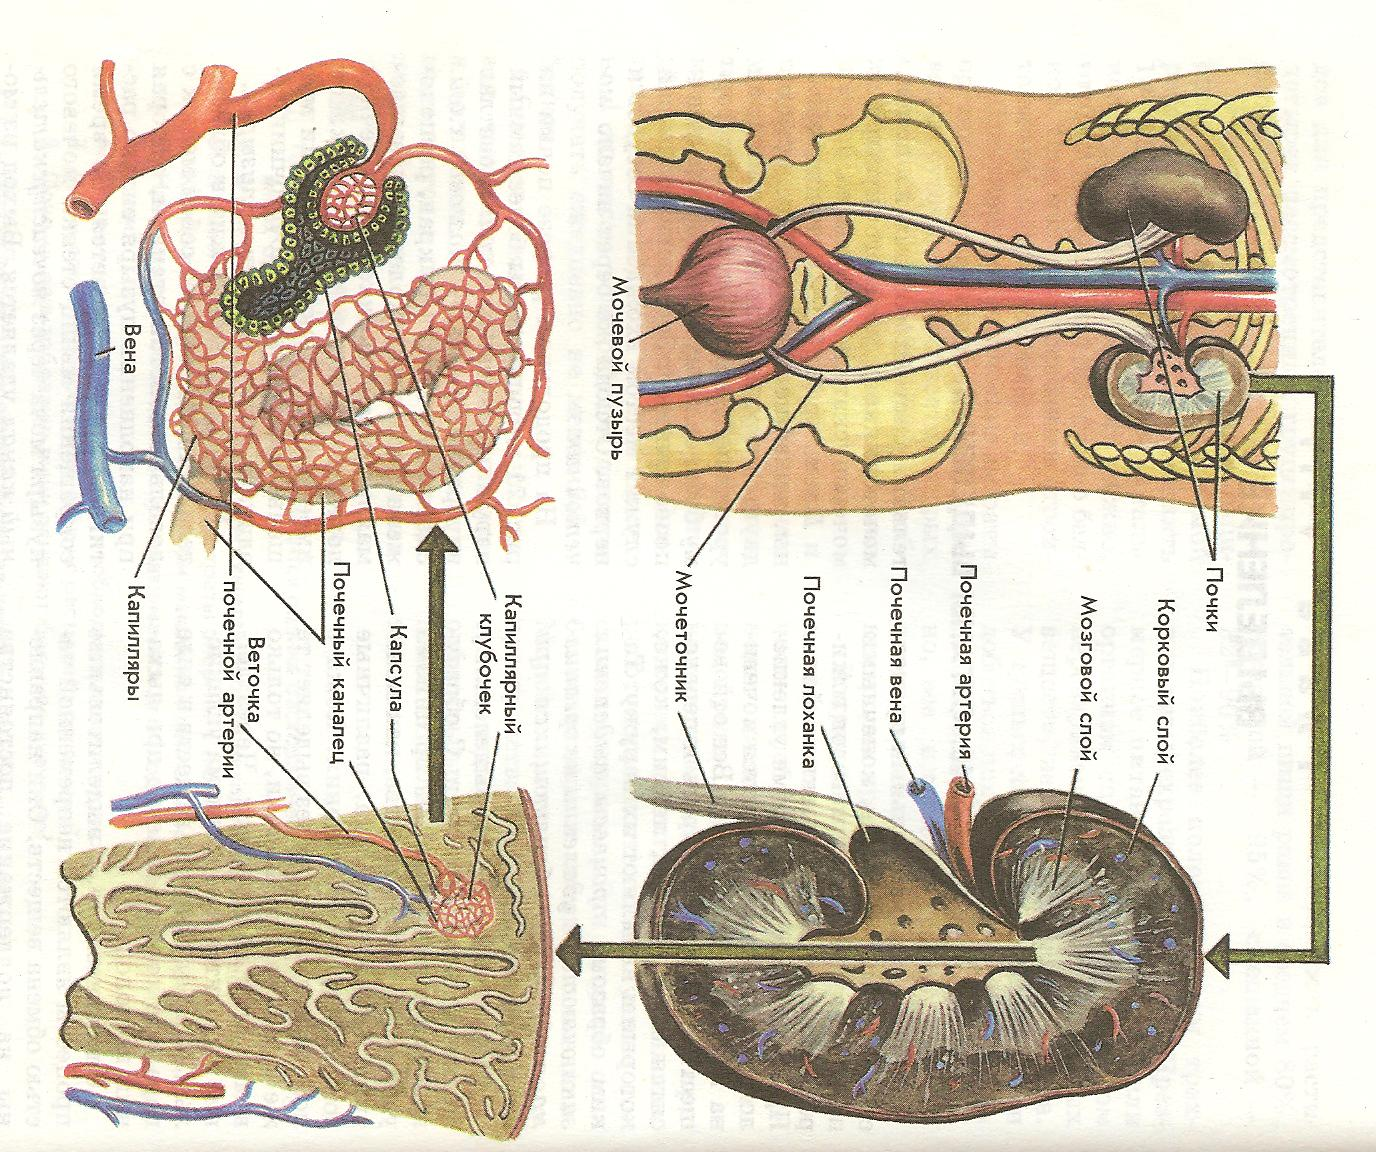 Почки
Корковый слой
Мозговой слой
Почечная артерия
Почечная вена
Почечная лоханка
Мочеточник
Мочевой пузырь
Капиллярный
клубочек
Капсула
Почечный каналец
Веточка
почечной артерии
Капилляры
Вена